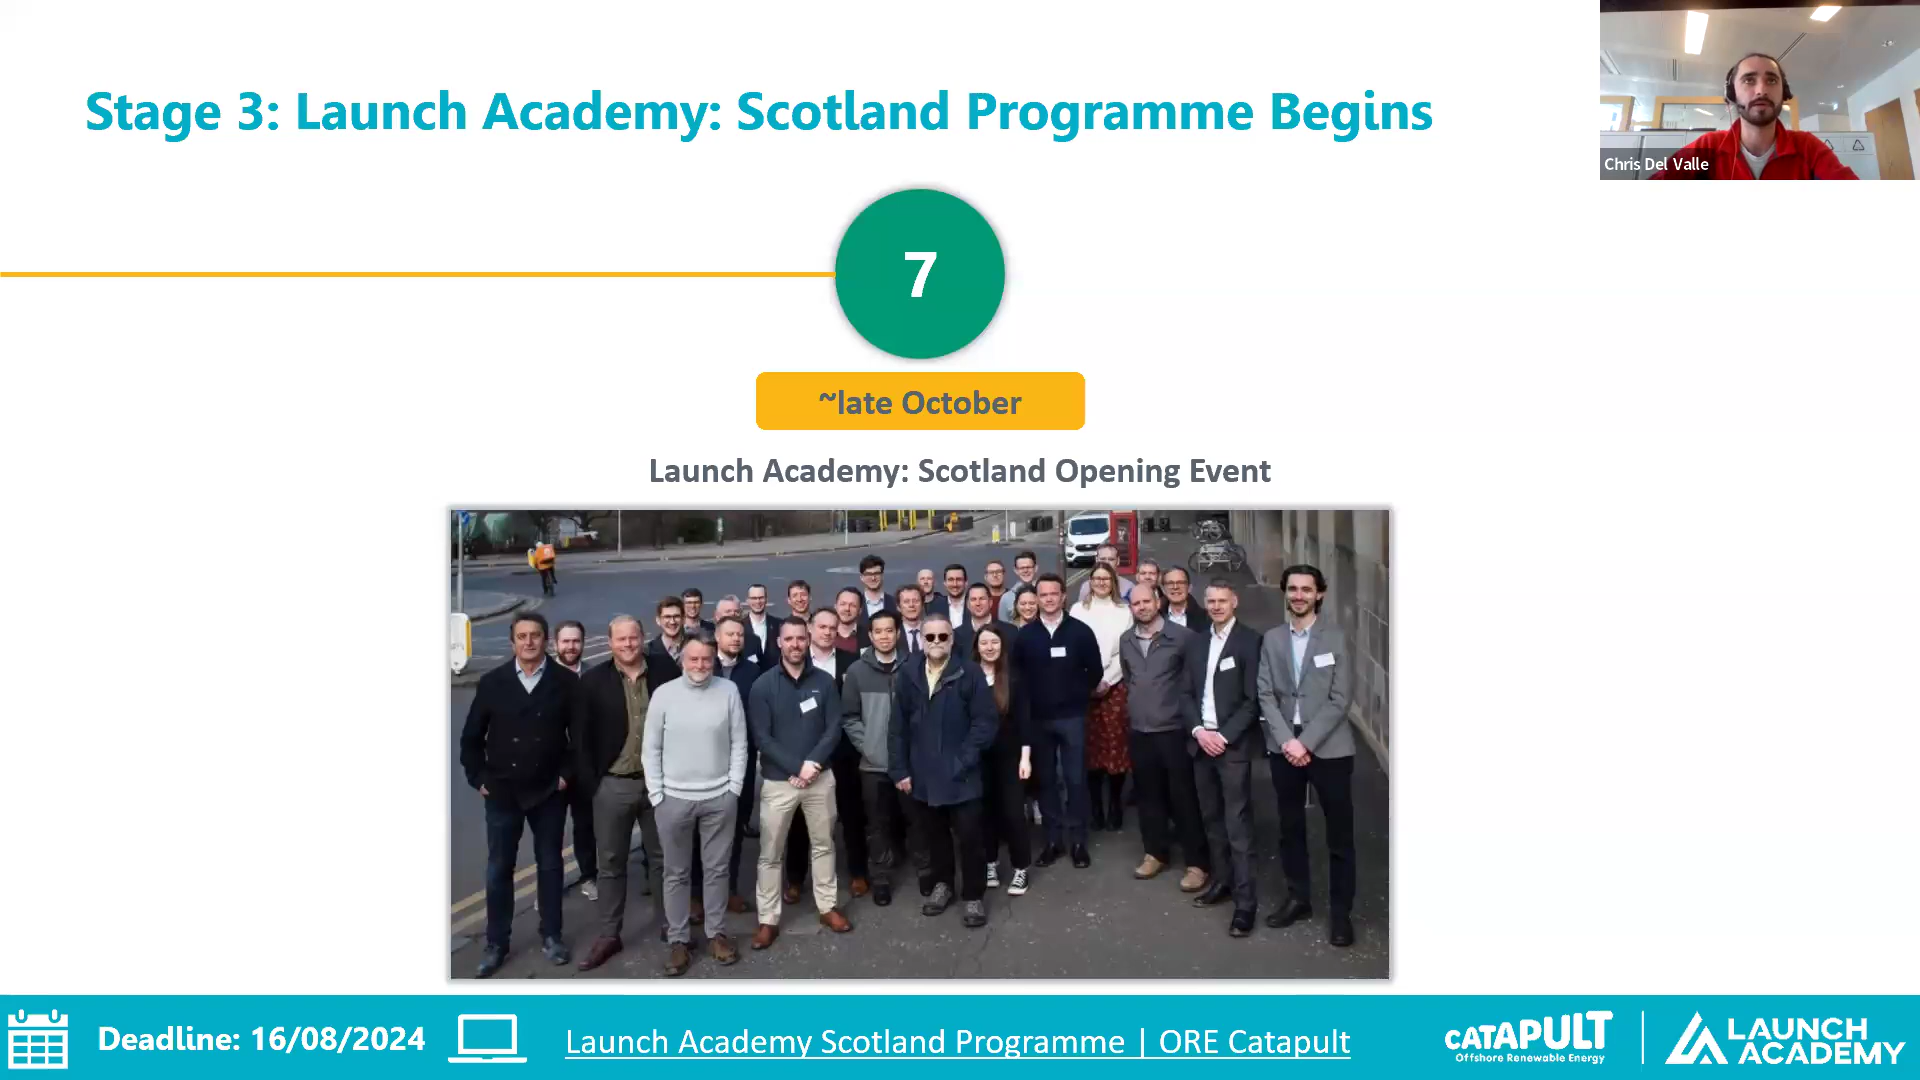 Stage 3: Launch Academy: Scotland Programme Begins
Chris Del Valle
7
~late October
Launch Academy: Scotland Opening Event
Deadline: 16/08/2024
Launch Academy Scotland Programme | ORE Catapult
CATAPULT
Offshore Renewable Energy
LAUNCH
ACADEMY